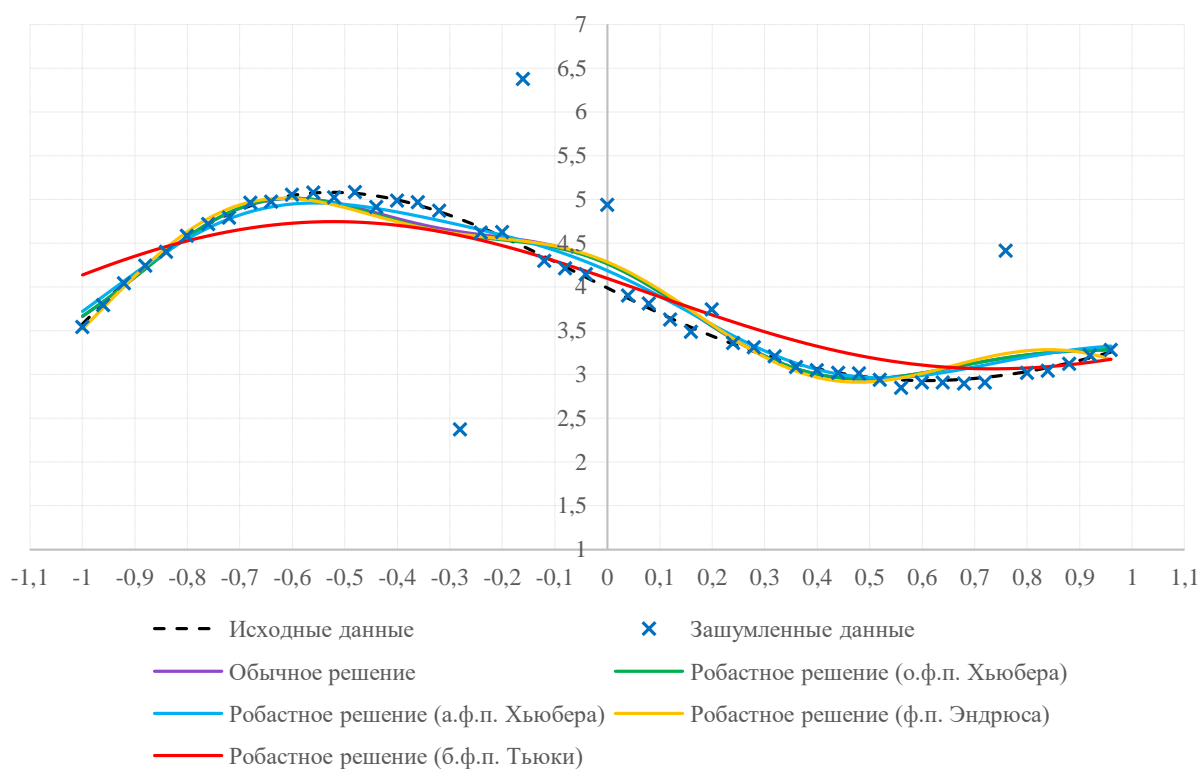 7
6,5
6
5,5
5
4,5
4
3,5
3
2,5
2
1,5
1
-1,1 -1 -0,9 -0,8 -0,7 -0,6 -0,5 -0,4 -0,3 -0,2 -0,1 0 0,1 0,2 0,3 0,4 0,5 0,6 0,7 0,8 0,9 1 1,1
Исходные данные Зашумленные данные
Обычное решение Робастное решение (о.ф.п. Хьюбера)
Робастное решение (а.ф.п. Хьюбера) Робастное решение (ф.п. Эндрюса)
Робастное решение (б.ф.п. Тьюки)